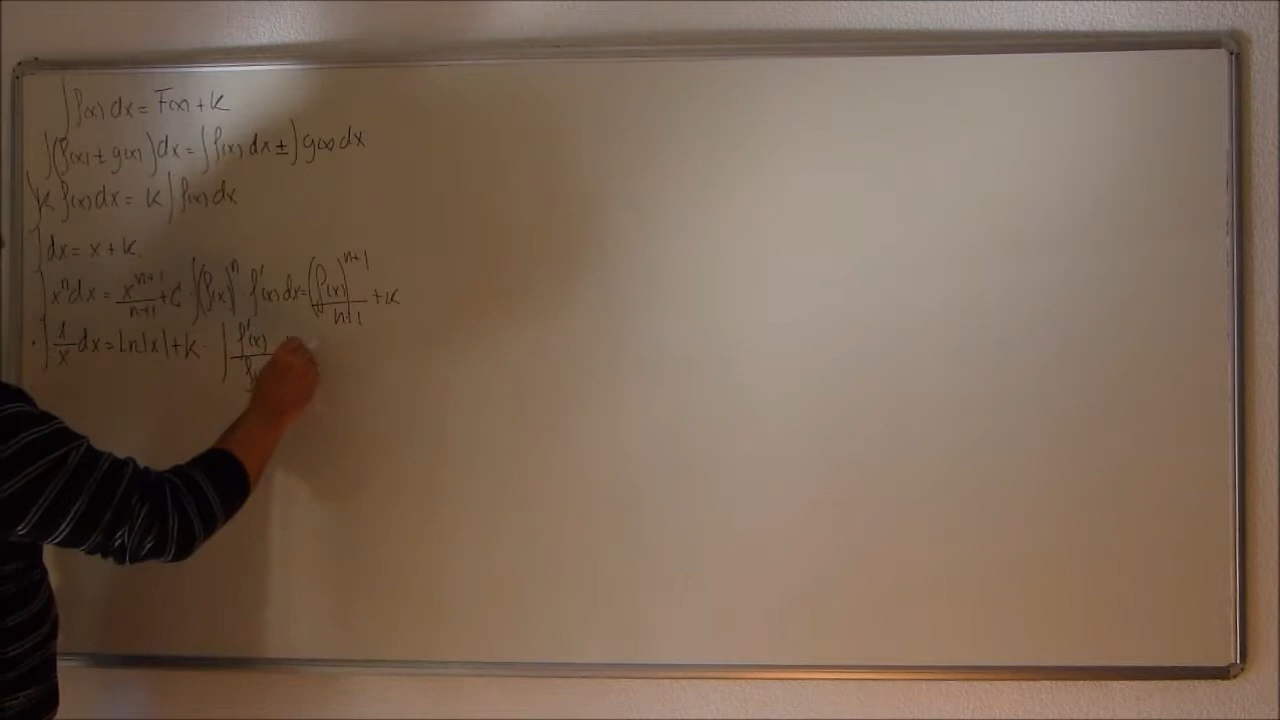 ∫f(x) dx = F(x) + K
∫(f(x) ± g(x)) dx = ∫f(x) dx ± ∫g(x) dx
∫K f(x) dx = K ∫f(x) dx
∫dx = x + K.
∫xⁿ dx = xⁿ⁺¹/n+1 + C · ∫(f(x))ⁿ · f'(x) dx = (f(x))ⁿ⁺¹/n+1 + K
· ∫1/x dx = Ln|x| + K · ∫f'(x)